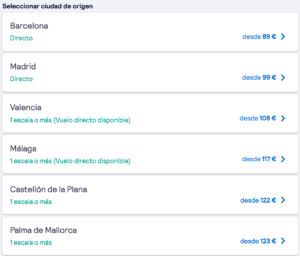 Seleccionar ciudad de origen
Barcelona
Directo
desde 89 €
Madrid
Directo
desde 99 €
Valencia
1 escala o más (Vuelo directo disponible)
desde 108 €
Málaga
1 escala o más (Vuelo directo disponible)
desde 117 €
Castellón de la Plana
1 escala o más
desde 122 €
Palma de Mallorca
1 escala o más
desde 123 €